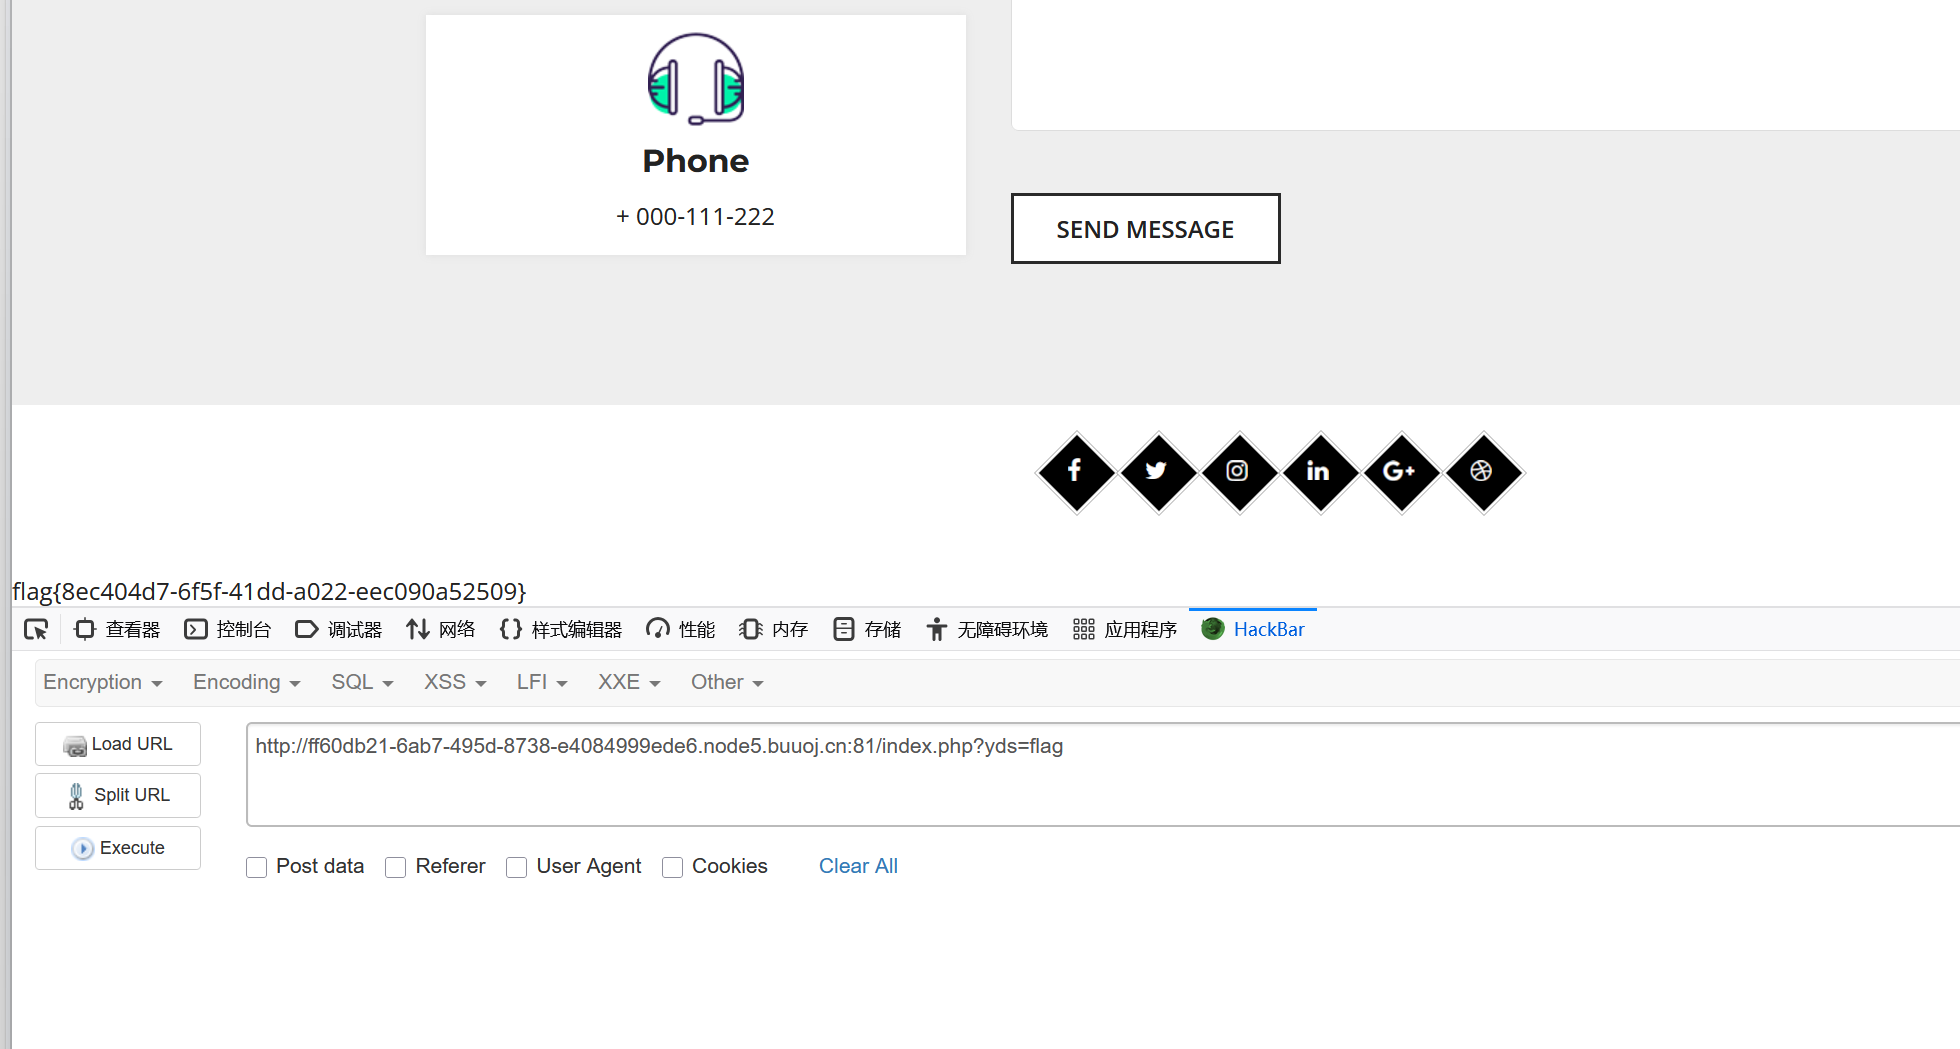 Phone
+ 000-111-222
SEND MESSAGE
flag{8ec404d7-6f5f-41dd-a022-eec090a52509}
查看器 控制台 调试器 网络 样式编辑器 性能 内存 存储 无障碍环境 应用程序 HackBar
Encryption Encoding SQL XSS LFI XXE Other
Load URL
http://ff60db21-6ab7-495d-8738-e4084999ede6.node5.buuoj.cn:81/index.php?yds=flag
Split URL
Execute
Post data Referer User Agent Cookies Clear All